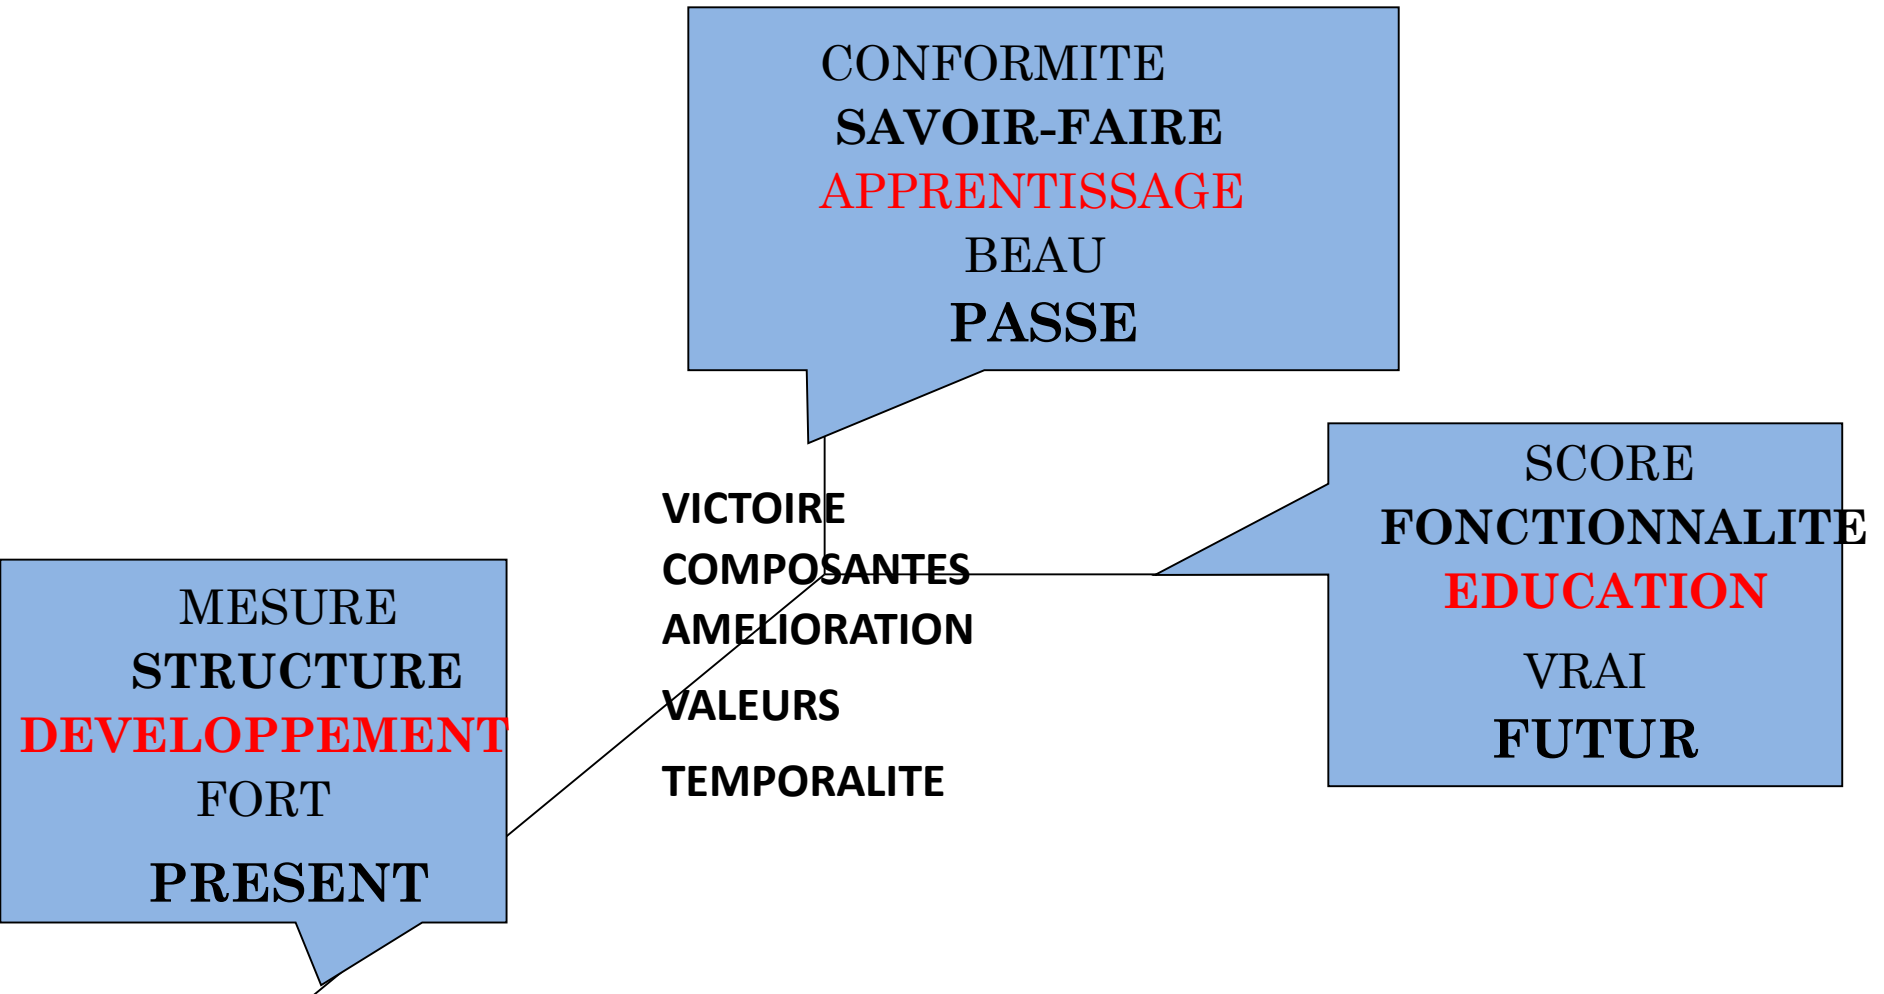 CONFORMITE
SAVOIR-FAIRE
APPRENTISSAGE
BEAU
PASSE
VICTOIRE
COMPOSANTES
AMELIORATION
VALEURS
TEMPORALITE
SCORE
FONCTIONNALITE
EDUCATION
VRAI
FUTUR
MESURE
STRUCTURE
DEVELOPPEMENT
FORT
PRESENT